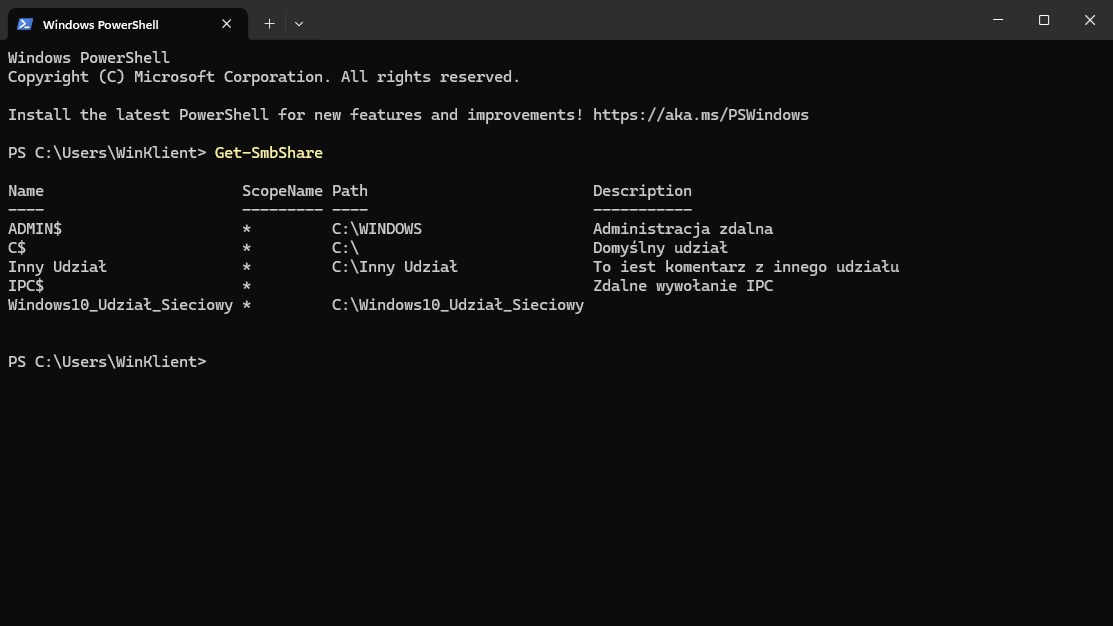 Windows PowerShell
Windows PowerShell
Copyright (C) Microsoft Corporation. All rights reserved.
Install the latest PowerShell for new features and improvements! https://aka.ms/PSWindows
PS C:\Users\WinKlient> Get-SmbShare
Name ScopeName Path Description
---- --------- ---- -----------
ADMIN$ * C:\WINDOWS Administracja zdalna
C$ * C:\ Domyślny udział
Inny Udział * C:\Inny Udział To iest komentarz z innego udziału
IPC$ * Zdalne wywołanie IPC
Windows10_Udział_Sieciowy * C:\Windows10_Udział_Sieciowy
PS C:\Users\WinKlient>